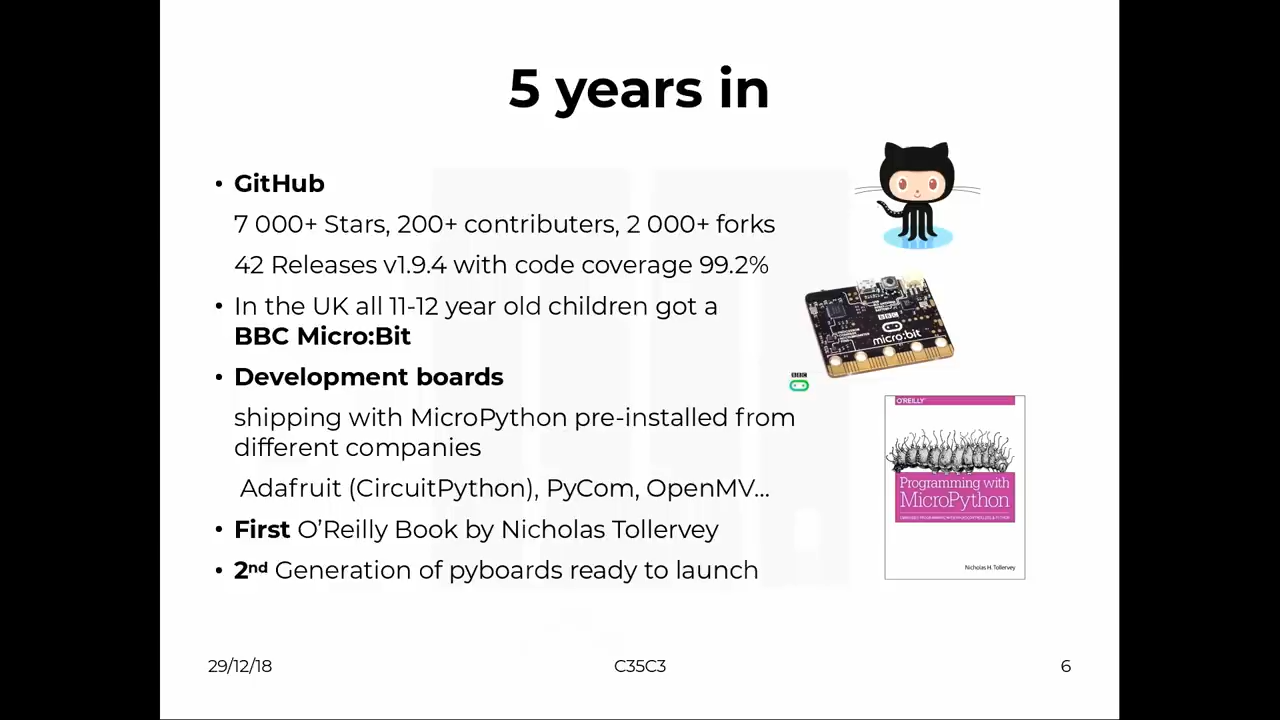 5 years in
• GitHub
7 000+ Stars, 200+ contributers, 2 000+ forks
42 Releases v1.9.4 with code coverage 99.2%
• In the UK all 11-12 year old children got a
BBC Micro:Bit
• Development boards
shipping with MicroPython pre-installed from
different companies
Adafruit (CircuitPython), PyCom, OpenMV...
• First O’Reilly Book by Nicholas Tollervey
• 2nd Generation of pyboards ready to launch
BBC
micro:bit
BBC
O'REILLY
Programming with
MicroPython
Nicholas H. Tollervey
29/12/18
C35C3
6